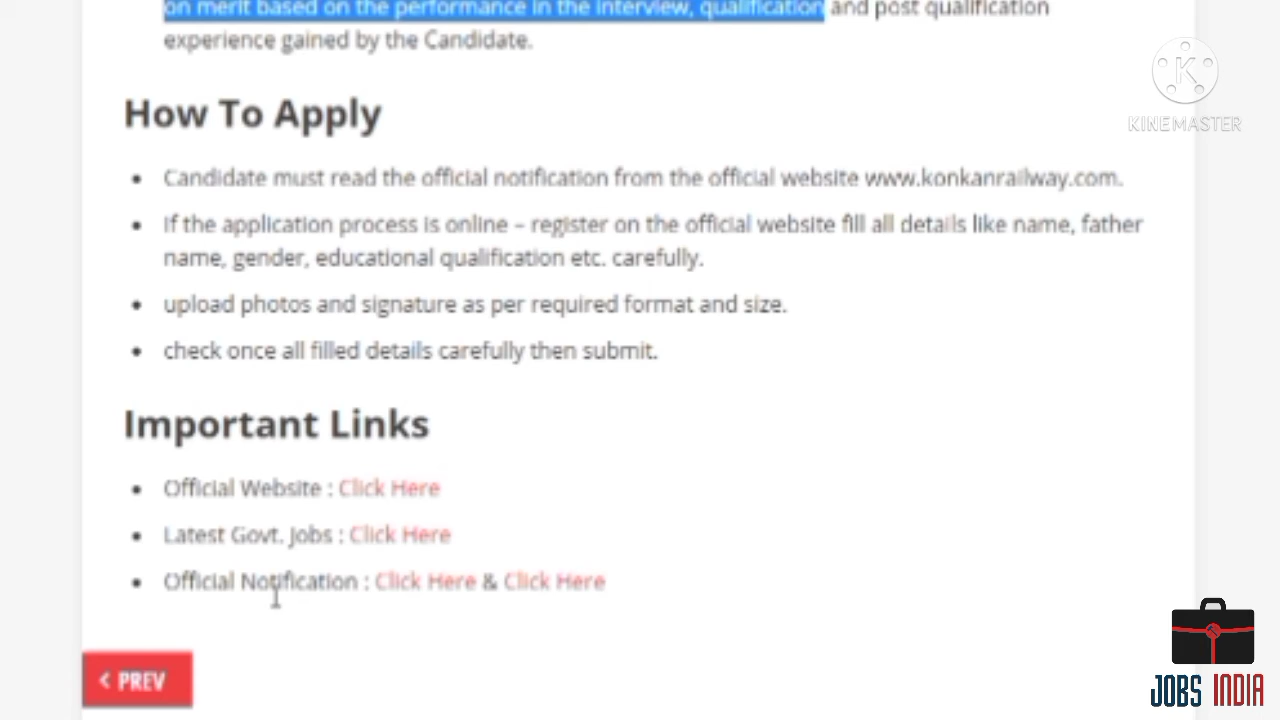 on merit based on the performance in the interview, qualification and post qualification
experience gained by the Candidate.
K
KINEMASTER
How To Apply
Candidate must read the official notification from the official website www.konkanrailway.com.
If the application process is online – register on the official website fill all details like name, father
name, gender, educational qualification etc. carefully.
upload photos and signature as per required format and size.
check once all filled details carefully then submit.
Important Links
Official Website : Click Here
Latest Govt. Jobs : Click Here
Official Notification : Click Here & Click Here
< PREV
JOBS INDIA